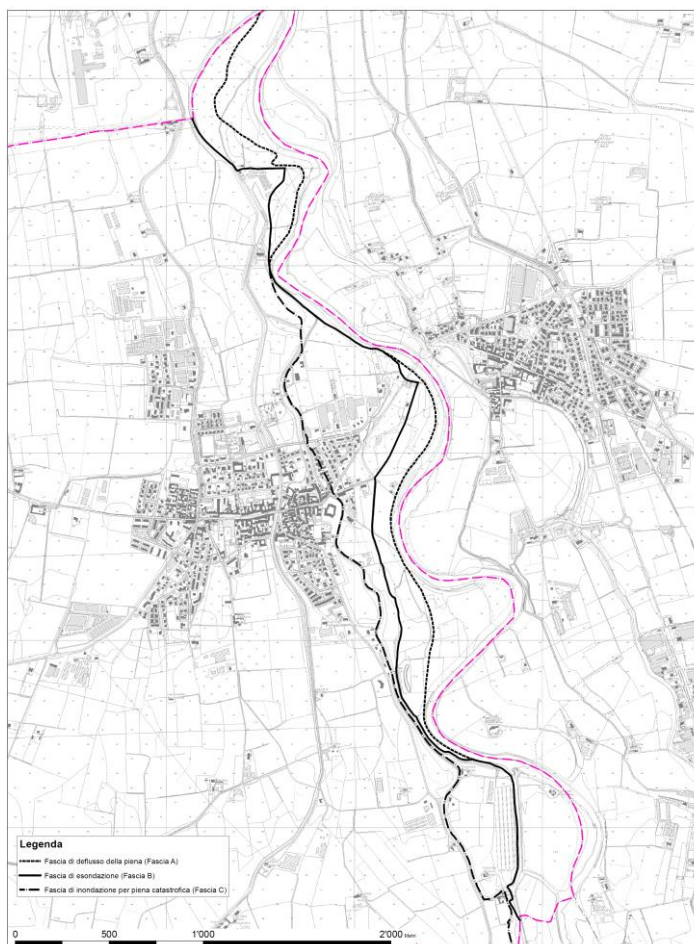 Legenda
Fascia di deflusso della piena (Fascia A)
Fascia di esondazione (Fascia B)
Fascia di inondazione per piena catastrofica (Fascia C)
0 500 1'000 2'000 Metri